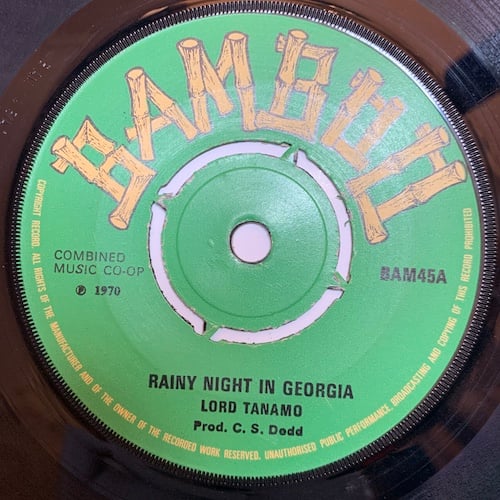 BAMBOO
COMBINED
MUSIC CO-OP
℗ 1970
BAM45A
RAINY NIGHT IN GEORGIA
LORD TANAMO
Prod. C. S. Dodd
COPYRIGHT RECORD. ALL RIGHTS OF THE MANUFACTURER AND OF THE OWNER OF THE RECORDED WORK RESERVED. UNAUTHORISED PUBLIC PERFORMANCE BROADCASTING AND COPYING OF THIS RECORD PROHIBITED